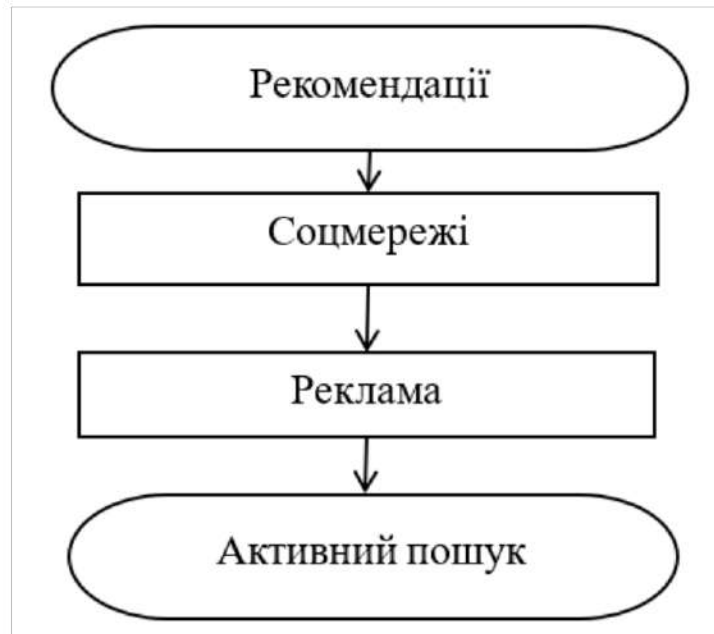 Рекомендації
Соцмережі
Реклама
Активний пошук